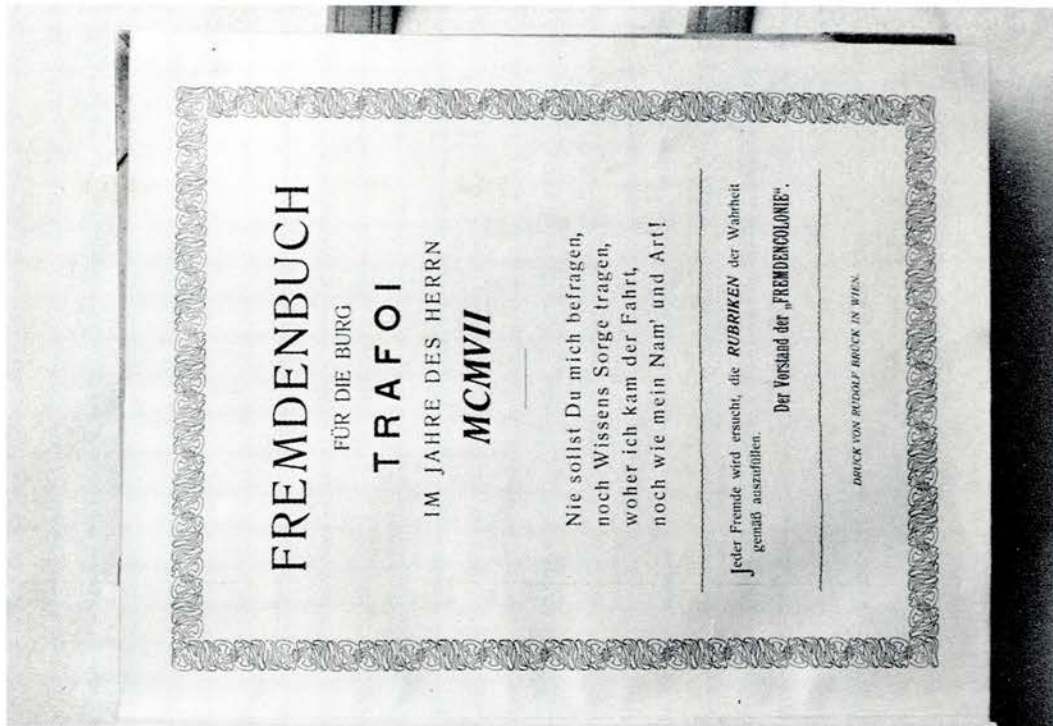 FREMDENBUCH
FÜR DIE BURG
TRAFOI
IM JAHRE DES HERRN
MCMVII
Nie sollst Du mich befragen,
noch Wissens Sorge tragen,
woher ich kam der Fahrt,
noch wie mein Nam' und Art!
Jeder Fremde wird ersucht, die RUBRIKEN der Wahrheit
gemäß auszufüllen.
Der Vorstand der „FREMDENCOLONIE“.
DRUCK VON RUDOLF BRÜCK IN WIEN.